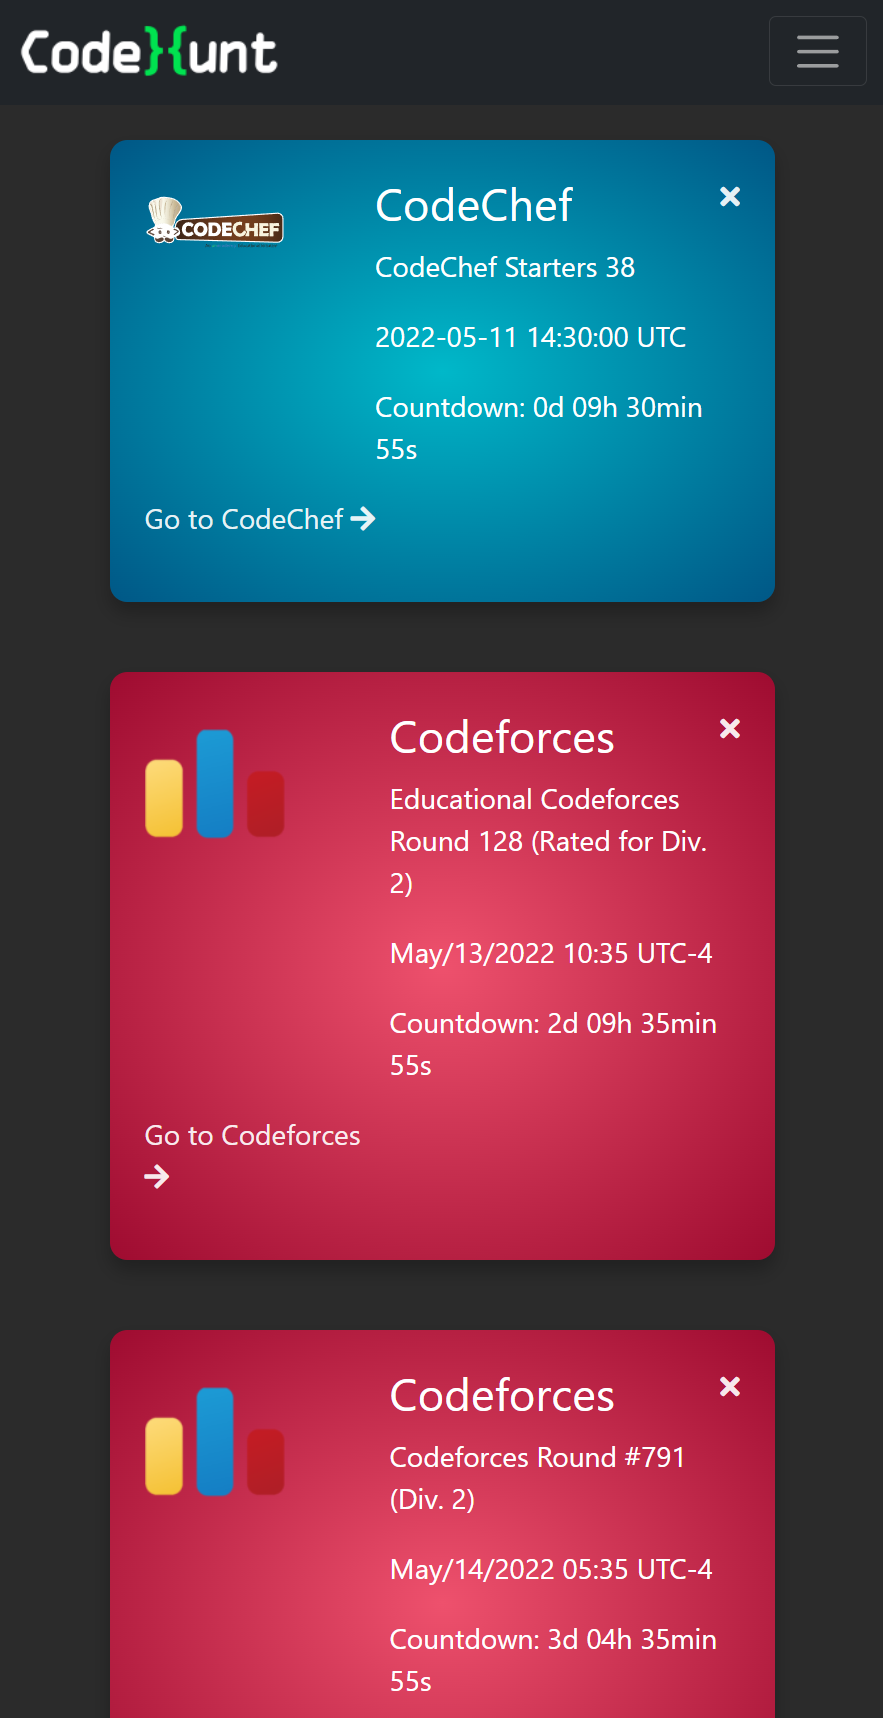 Code}{unt
CODECHEF
CodeChef
CodeChef Starters 38
2022-05-11 14:30:00 UTC
Countdown: 0d 09h 30min
55s
Go to CodeChef
Codeforces
Educational Codeforces
Round 128 (Rated for Div.
2)
May/13/2022 10:35 UTC-4
Countdown: 2d 09h 35min
55s
Go to Codeforces
Codeforces
Codeforces Round #791
(Div. 2)
May/14/2022 05:35 UTC-4
Countdown: 3d 04h 35min
55s